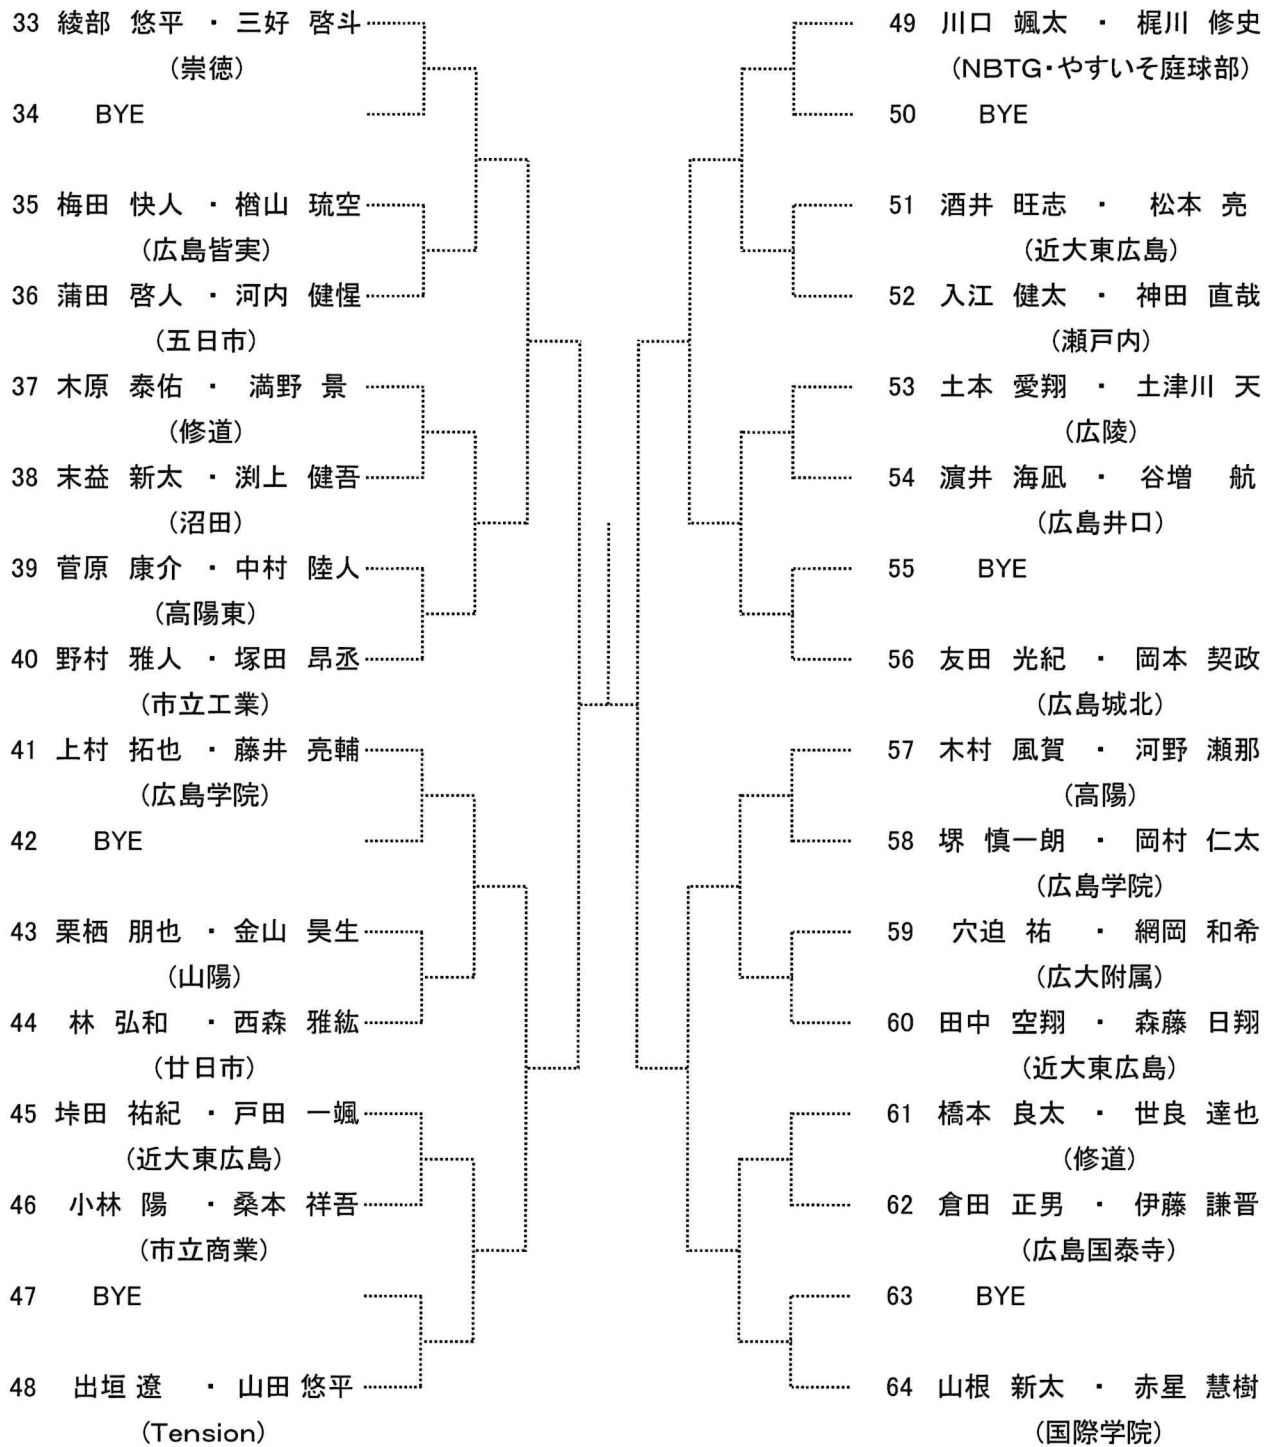 33 綾部 悠平 ・ 三好 啓斗
(崇徳)
34 BYE
35 梅田 快人 ・ 楢山 琉空
(広島皆実)
36 蒲田 啓人 ・ 河内 健惺
(五日市)
37 木原 泰佑 ・ 満野 景
(修道)
38 末益 新太 ・ 渕上 健吾
(沼田)
39 菅原 康介 ・ 中村 陸人
(高陽東)
40 野村 雅人 ・ 塚田 昂丞
(市立工業)
41 上村 拓也 ・ 藤井 亮輔
(広島学院)
42 BYE
43 栗栖 朋也 ・ 金山 昊生
(山陽)
44 林 弘和 ・ 西森 雅紘
(廿日市)
45 垰田 祐紀 ・ 戸田 一颯
(近大東広島)
46 小林 陽 ・ 桑本 祥吾
(市立商業)
47 BYE
48 出垣 遼 ・ 山田 悠平
(Tension)
49 川口 颯太 ・ 梶川 修史
(NBTG・やすいそ庭球部)
50 BYE
51 酒井 旺志 ・ 松本 亮
(近大東広島)
52 入江 健太 ・ 神田 直哉
(瀬戸内)
53 土本 愛翔 ・ 土津川 天
(広陵)
54 濵井 海凪 ・ 谷増 航
(広島井口)
55 BYE
56 友田 光紀 ・ 岡本 契政
(広島城北)
57 木村 風賀 ・ 河野 瀬那
(高陽)
58 堺 慎一朗 ・ 岡村 仁太
(広島学院)
59 穴迫 祐 ・ 網岡 和希
(広大附属)
60 田中 空翔 ・ 森藤 日翔
(近大東広島)
61 橋本 良太 ・ 世良 達也
(修道)
62 倉田 正男 ・ 伊藤 謙晋
(広島国泰寺)
63 BYE
64 山根 新太 ・ 赤星 慧樹
(国際学院)